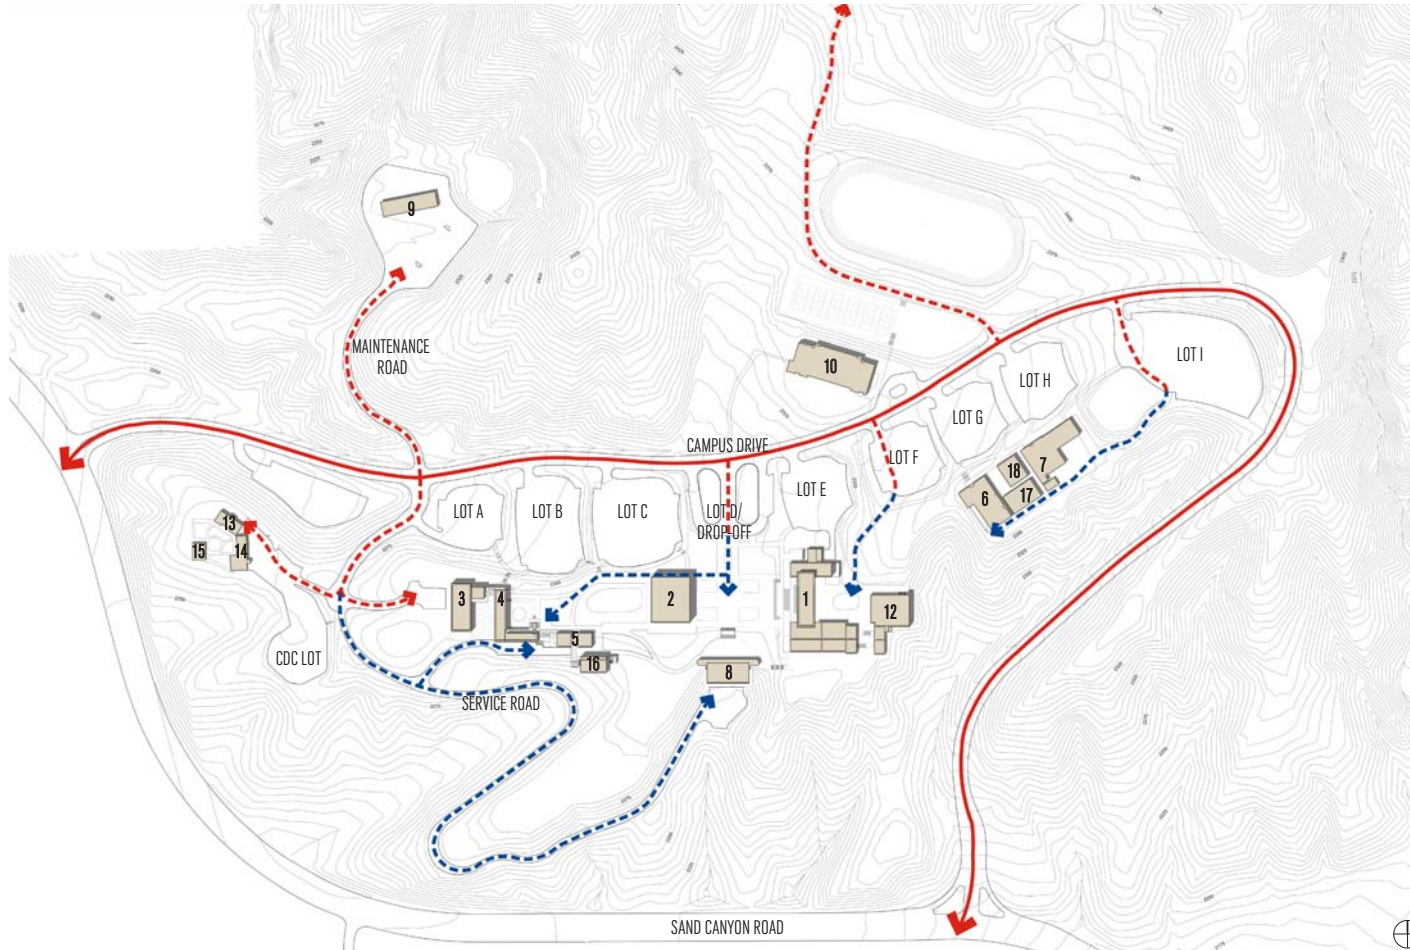 9
MAINTENANCE
ROAD
10
LOT I
LOT H
LOT G
CAMPUS DRIVE
LOT F
18
7
17
6
LOT A
LOT B
LOT C
LOT D/
DROP-OFF
LOT E
13
15
14
3
4
2
1
12
5
16
8
CDC LOT
SERVICE ROAD
SAND CANYON ROAD